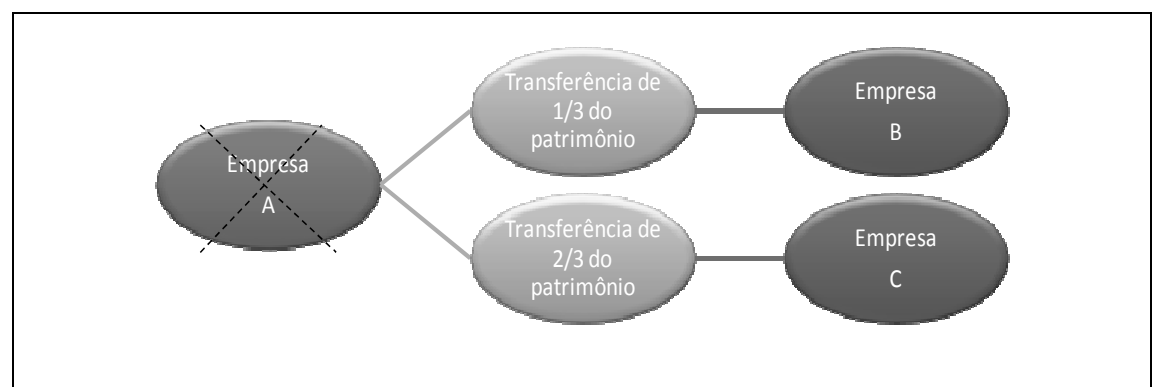 Empresa
A
Transferência de
1/3 do
patrimônio
Empresa
B
Transferência de
2/3 do
patrimônio
Empresa
C